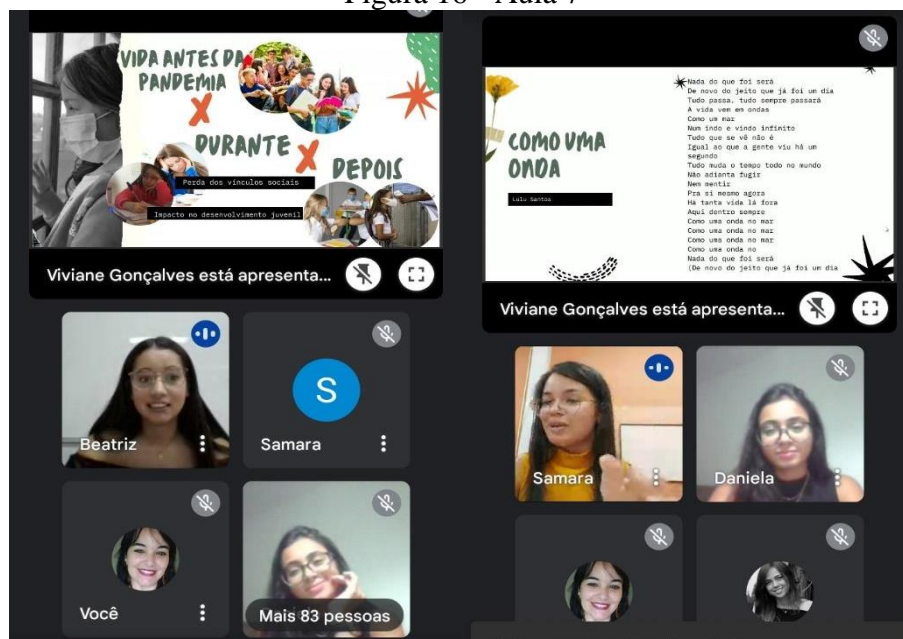 Figura 16 - Aula 7
VIDA ANTES DA
PANDEMIA
X
DURANTE X
DEPOIS
Perda dos vínculos sociais
Impacto no desenvolvimento juvenil
Viviane Gonçalves está apresenta...
Beatriz
S
Samara
Você
Mais 83 pessoas
COMO UMA
ONDA
Lulu Santos
Nada do que foi será
De novo do jeito que já foi um dia
Tudo passa, tudo sempre passará
A vida vem em ondas
Como um mar
Num indo e vindo infinito
Tudo que se vê não é
Igual ao que a gente viu há um
segundo
Tudo muda o tempo todo no mundo
Não adianta fugir
Nem mentir
Pra si mesmo agora
Há tanta vida lá fora
Aqui dentro sempre
Como uma onda no mar
Como uma onda no mar
Como uma onda no mar
Como uma onda no
Nada do que foi será
(De novo do jeito que já foi um dia
Viviane Gonçalves está apresenta...
Samara
Daniela